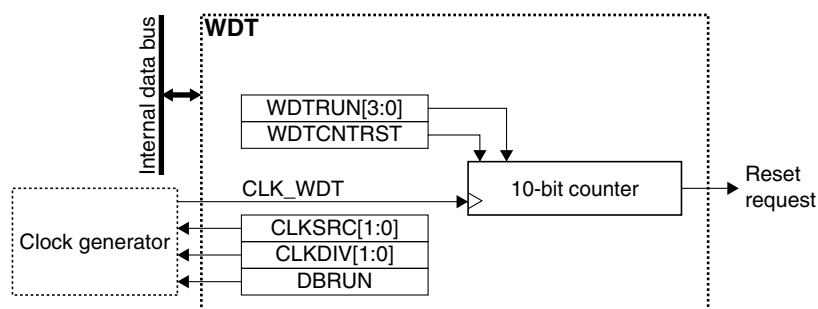 Internal data bus
WDT
WDTRUN[3:0]
WDTCNTRST
CLK_WDT
10-bit counter
Reset
request
Clock generator
CLKSRC[1:0]
CLKDIV[1:0]
DBRUN